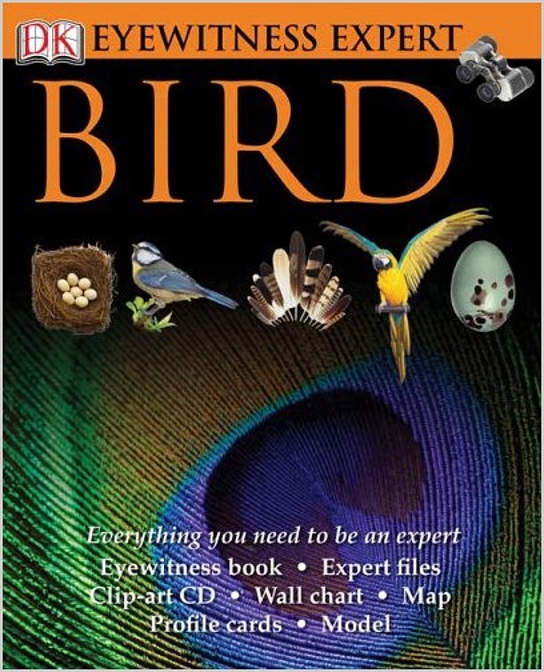 DK EYEWITNESS EXPERT
BIRD
Everything you need to be an expert
Eyewitness book • Expert files
Clip-art CD • Wall chart • Map
Profile cards • Model